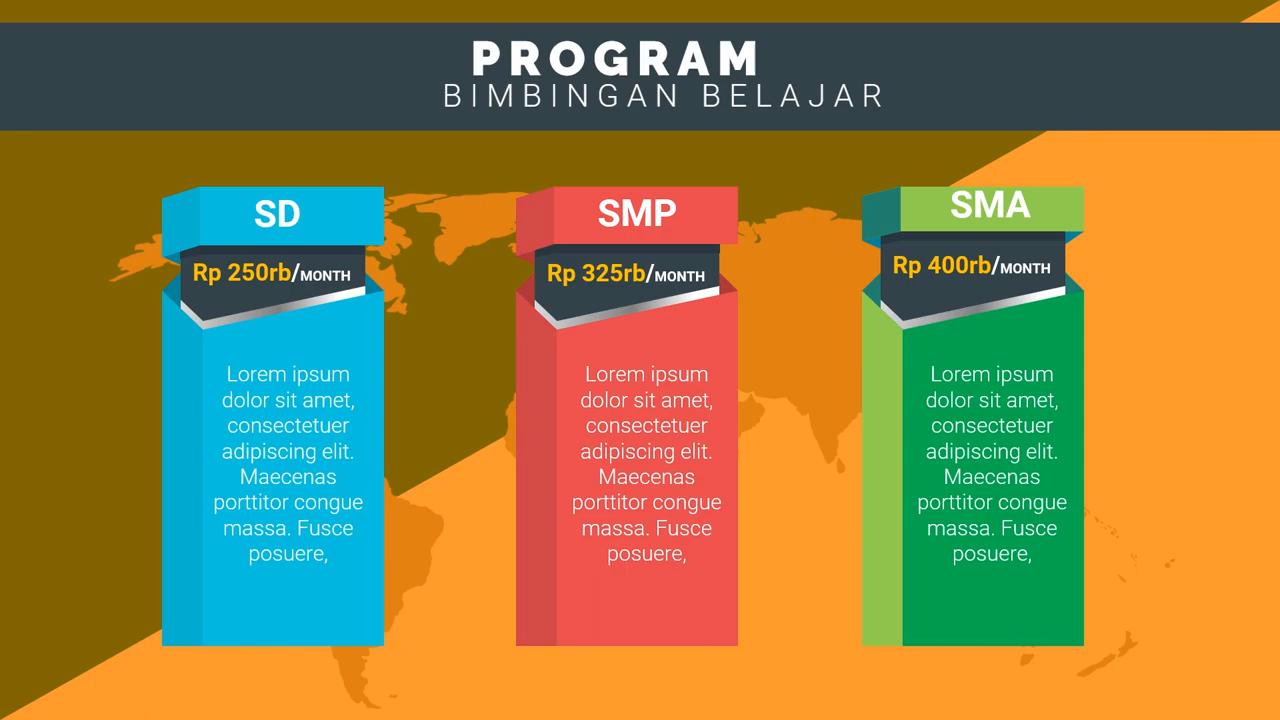 PROGRAM
BIMBINGAN BELAJAR
SD
Rp 250rb/MONTH
Lorem ipsum
dolor sit amet,
consectetuer
adipiscing elit.
Maecenas
porttitor congue
massa. Fusce
posuere,
SMP
Rp 325rb/MONTH
Lorem ipsum
dolor sit amet,
consectetuer
adipiscing elit.
Maecenas
porttitor congue
massa. Fusce
posuere,
SMA
Rp 400rb/MONTH
Lorem ipsum
dolor sit amet,
consectetuer
adipiscing elit.
Maecenas
porttitor congue
massa. Fusce
posuere,